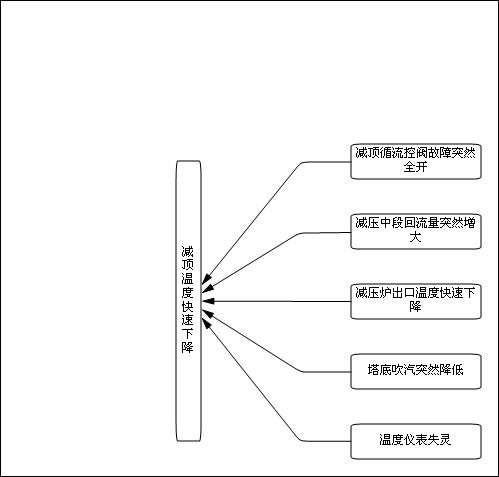 减顶循流控阀故障突然
全开
减压中段回流量突然增
大
减顶温度快速下降
减压炉出口温度快速下
降
塔底吹汽突然降低
温度仪表失灵